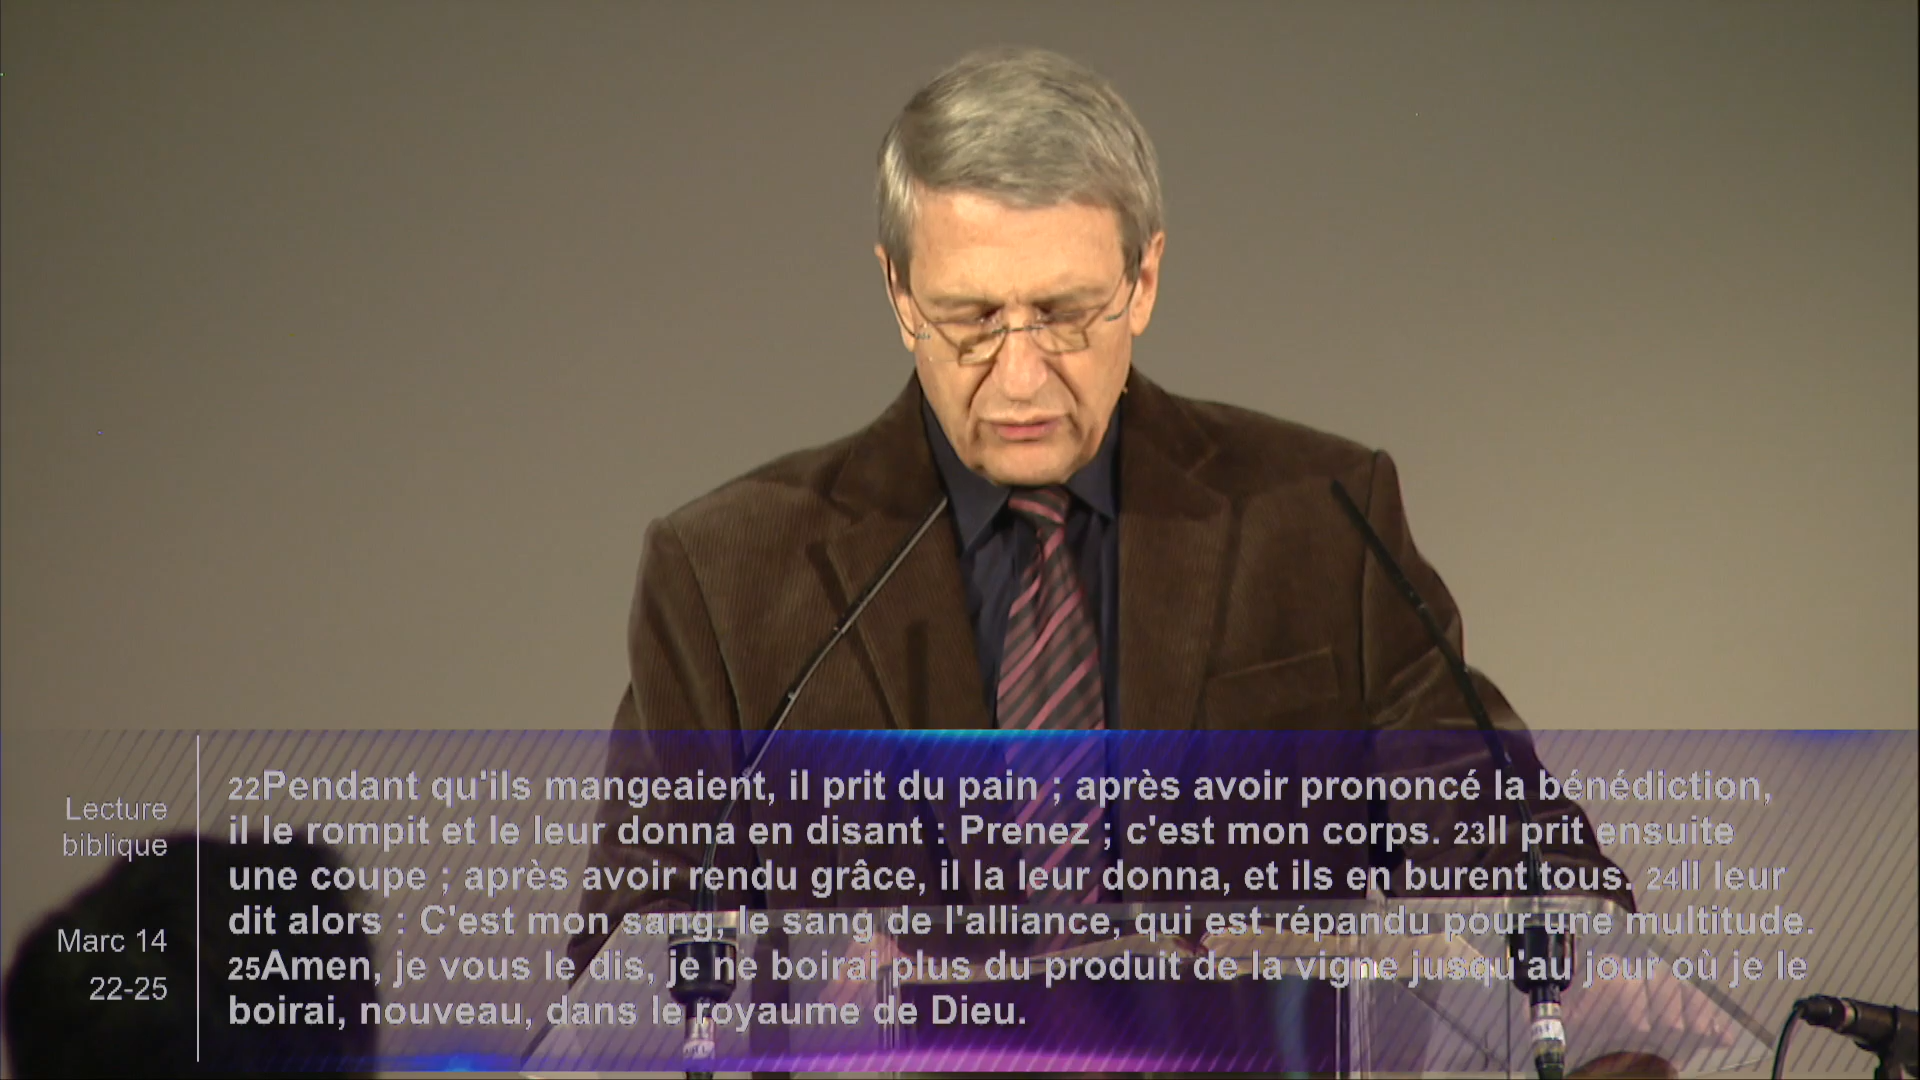 Lecture
biblique
Marc 14
22-25
22Pendant qu'ils mangeaient, il prit du pain ; après avoir prononcé la bénédiction,
il le rompit et le leur donna en disant : Prenez ; c'est mon corps. 23Il prit ensuite
une coupe ; après avoir rendu grâce, il la leur donna, et ils en burent tous. 24Il leur
dit alors : C'est mon sang, le sang de l'alliance, qui est répandu pour une multitude.
25Amen, je vous le dis, je ne boirai plus du produit de la vigne jusqu'au jour où je le
boirai, nouveau, dans le royaume de Dieu.